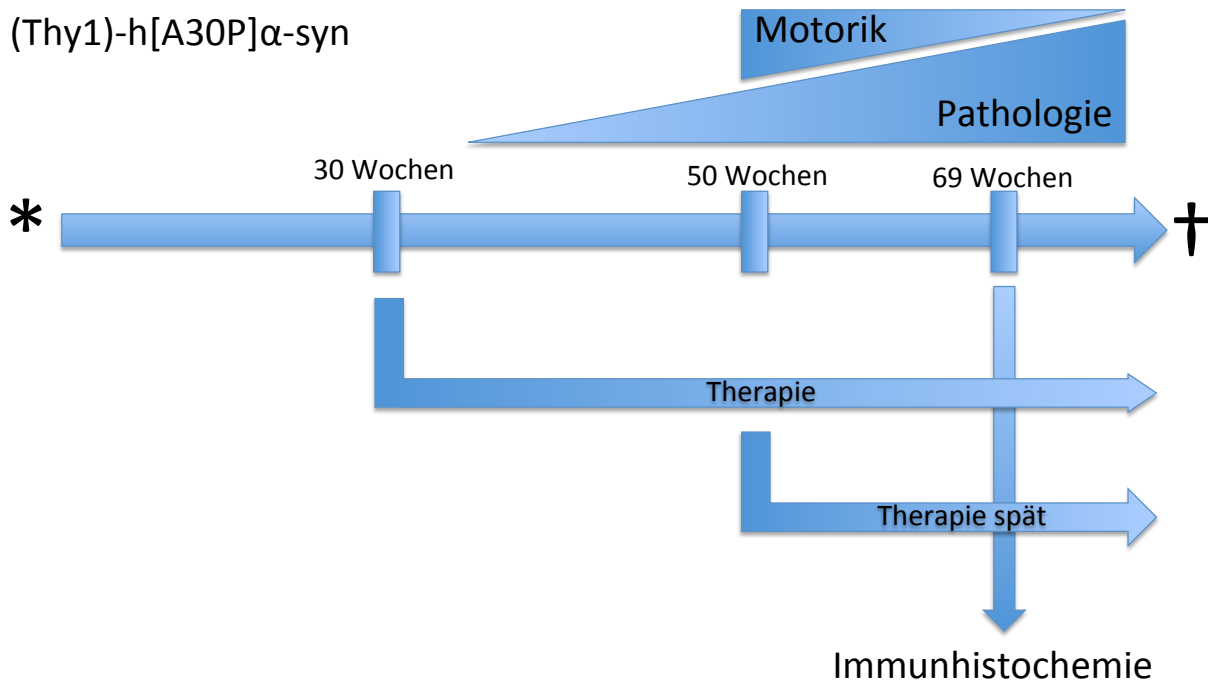 (Thy1)-h[A30P]α-syn
Motorik
Pathologie
30 Wochen
50 Wochen
69 Wochen
* †
Therapie
Therapie spät
Immunhistochemie